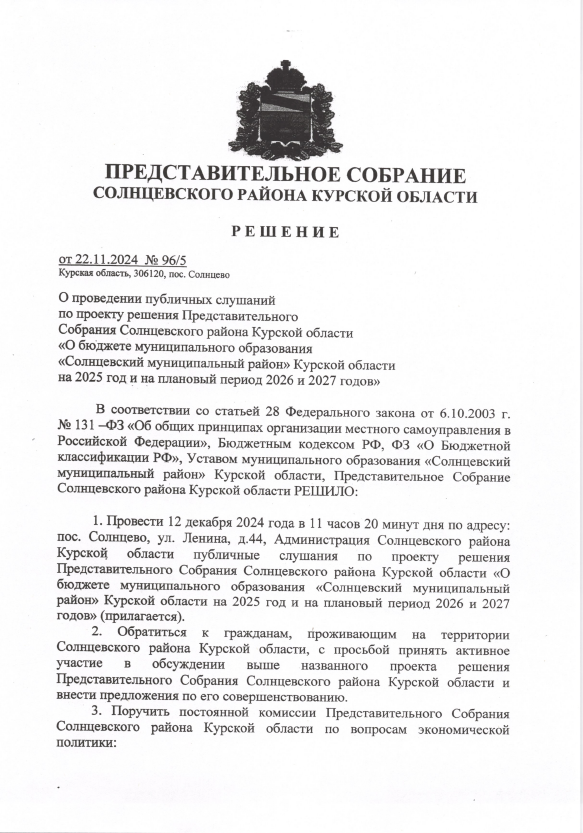 ПРЕДСТАВИТЕЛЬНОЕ СОБРАНИЕ
СОЛНЦЕВСКОГО РАЙОНА КУРСКОЙ ОБЛАСТИ
Р Е Ш Е Н И Е
от 22.11.2024 № 96/5
Курская область, 306120, пос. Солнцево
О проведении публичных слушаний
по проекту решения Представительного
Собрания Солнцевского района Курской области
«О бюджете муниципального образования
«Солнцевский муниципальный район» Курской области
на 2025 год и на плановый период 2026 и 2027 годов»
В соответствии со статьей 28 Федерального закона от 6.10.2003 г.
№ 131 –ФЗ «Об общих принципах организации местного самоуправления в
Российской Федерации», Бюджетным кодексом РФ, ФЗ «О Бюджетной
классификации РФ», Уставом муниципального образования «Солнцевский
муниципальный район» Курской области, Представительное Собрание
Солнцевского района Курской области РЕШИЛО:
1. Провести 12 декабря 2024 года в 11 часов 20 минут дня по адресу:
пос. Солнцево, ул. Ленина, д.44, Администрация Солнцевского района
Курской области публичные слушания по проекту решения
Представительного Собрания Солнцевского района Курской области «О
бюджете муниципального образования «Солнцевский муниципальный
район» Курской области на 2025 год и на плановый период 2026 и 2027
годов» (прилагается).
2. Обратиться к гражданам, проживающим на территории
Солнцевского района Курской области, с просьбой принять активное
участие в обсуждении выше названного проекта решения
Представительного Собрания Солнцевского района Курской области и
внести предложения по его совершенствованию.
3. Поручить постоянной комиссии Представительного Собрания
Солнцевского района Курской области по вопросам экономической
политики: